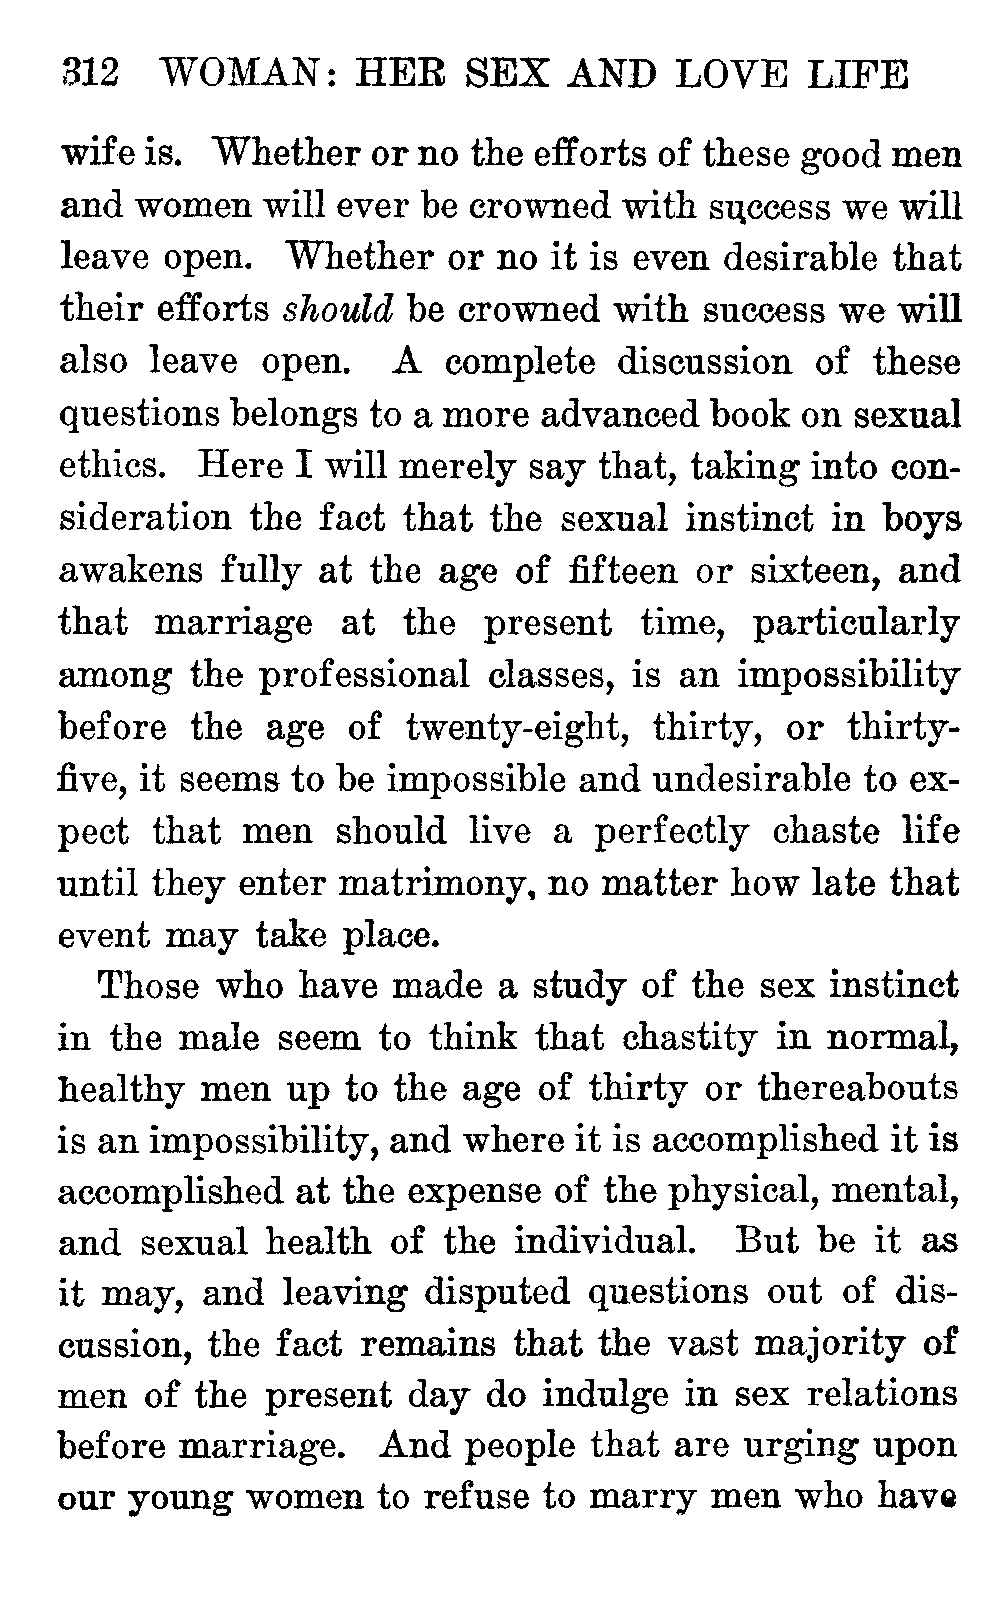 312 WOMAN: HER SEX AND LOVE LIFE
wife is. Whether or no the efforts of these good men
and women will ever be crowned with success we will
leave open. Whether or no it is even desirable that
their efforts should be crowned with success we will
also leave open. A complete discussion of these
questions belongs to a more advanced book on sexual
ethics. Here I will merely say that, taking into con-
sideration the fact that the sexual instinct in boys
awakens fully at the age of fifteen or sixteen, and
that marriage at the present time, particularly
among the professional classes, is an impossibility
before the age of twenty-eight, thirty, or thirty-
five, it seems to be impossible and undesirable to ex-
pect that men should live a perfectly chaste life
until they enter matrimony, no matter how late that
event may take place.
Those who have made a study of the sex instinct
in the male seem to think that chastity in normal,
healthy men up to the age of thirty or thereabouts
is an impossibility, and where it is accomplished it is
accomplished at the expense of the physical, mental,
and sexual health of the individual. But be it as
it may, and leaving disputed questions out of dis-
cussion, the fact remains that the vast majority of
men of the present day do indulge in sex relations
before marriage. And people that are urging upon
our young women to refuse to marry men who have